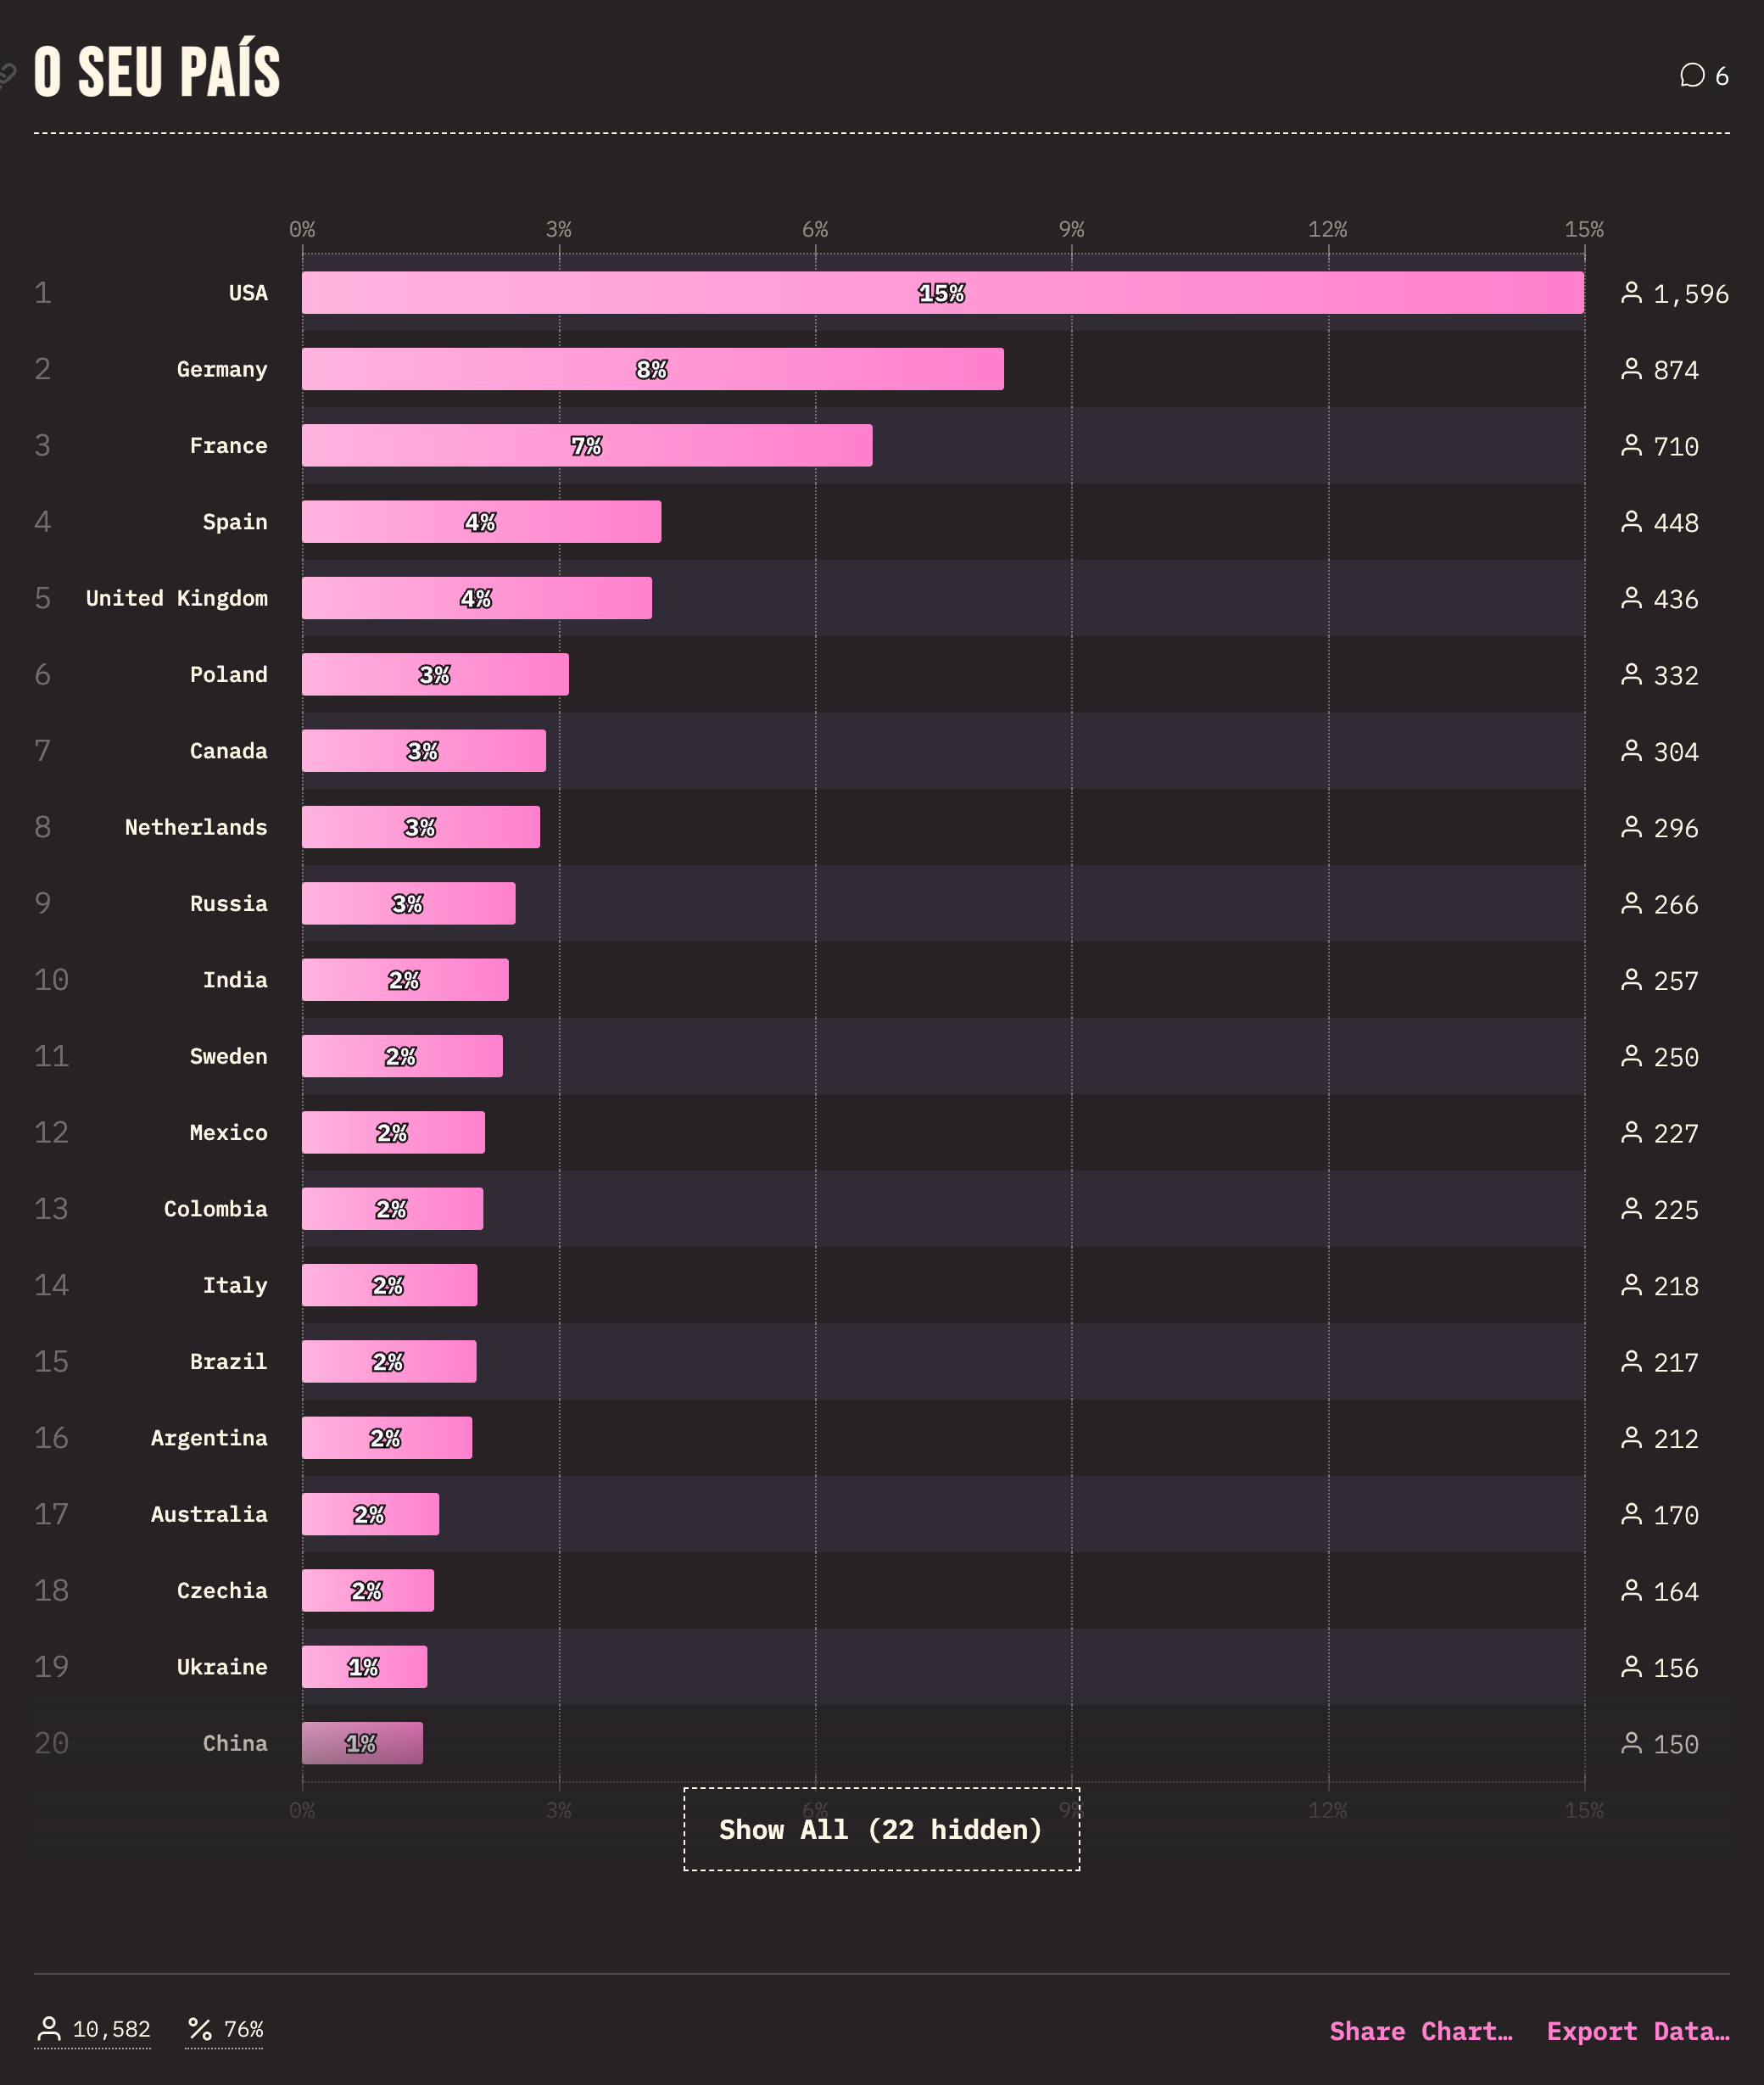 O SEU PAÍS
6
0% 3% 6% 9% 12% 15%
1 USA 15% 1,596
2 Germany 8% 874
3 France 7% 710
4 Spain 4% 448
5 United Kingdom 4% 436
6 Poland 3% 332
7 Canada 3% 304
8 Netherlands 3% 296
9 Russia 3% 266
10 India 2% 257
11 Sweden 2% 250
12 Mexico 2% 227
13 Colombia 2% 225
14 Italy 2% 218
15 Brazil 2% 217
16 Argentina 2% 212
17 Australia 2% 170
18 Czechia 2% 164
19 Ukraine 1% 156
20 China 1% 150
0% 3% 6% 9% 12% 15%
Show All (22 hidden)
10,582 % 76% Share Chart… Export Data…